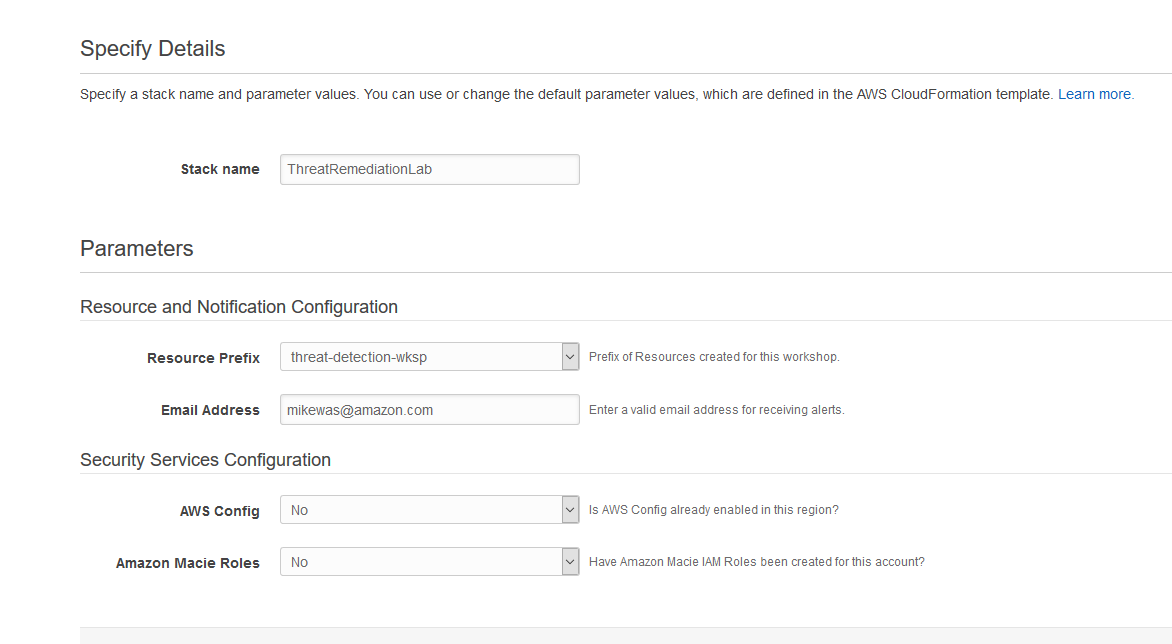 Specify Details
Specify a stack name and parameter values. You can use or change the default parameter values, which are defined in the AWS CloudFormation template. Learn more.
Stack name ThreatRemediationLab
Parameters
Resource and Notification Configuration
Resource Prefix threat-detection-wksp Prefix of Resources created for this workshop.
Email Address mikewas@amazon.com Enter a valid email address for receiving alerts.
Security Services Configuration
AWS Config No Is AWS Config already enabled in this region?
Amazon Macie Roles No Have Amazon Macie IAM Roles been created for this account?